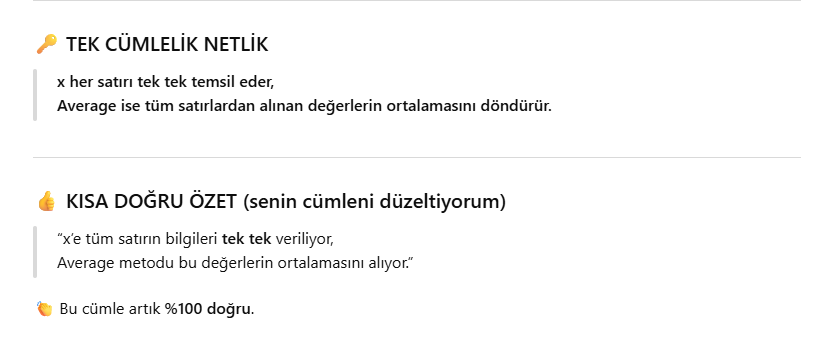 🔑 TEK CÜMLELİK NETLİK
x her satırı tek tek temsil eder,
Average ise tüm satırlardan alınan değerlerin ortalamasını döndürür.
👍 KISA DOĞRU ÖZET (senin cümleni düzeltiyorum)
“x’e tüm satırın bilgileri tek tek veriliyor,
Average metodu bu değerlerin ortalamasını alıyor.”
👏 Bu cümle artık %100 doğru.